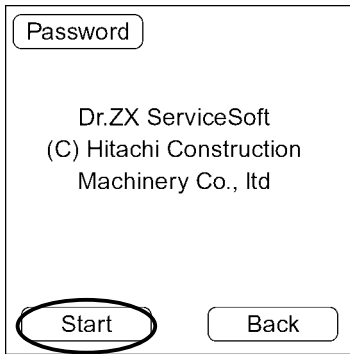 Password
Dr.ZX ServiceSoft
(C) Hitachi Construction
Machinery Co., ltd
Start
Back